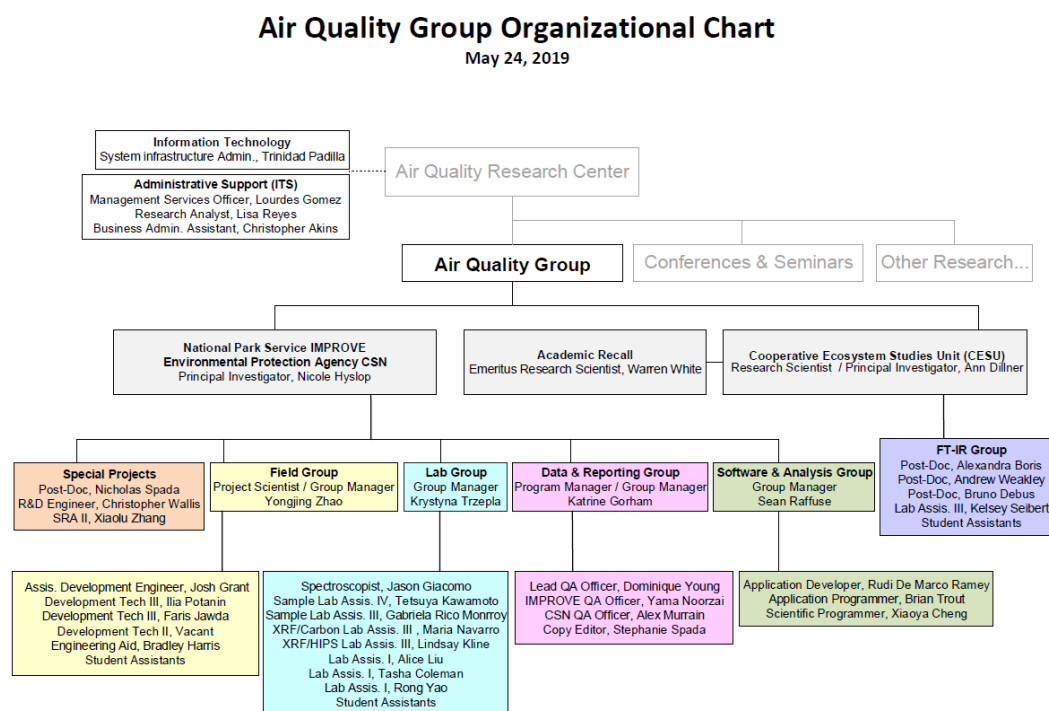 Air Quality Group Organizational Chart
May 24, 2019
Information Technology
System infrastructure Admin., Trinidad Padilla
Administrative Support (ITS)
Management Services Officer, Lourdes Gomez
Research Analyst, Lisa Reyes
Business Admin. Assistant, Christopher Akins
Air Quality Research Center
Air Quality Group
Conferences & Seminars
Other Research...
National Park Service IMPROVE
Environmental Protection Agency CSN
Principal Investigator, Nicole Hyslop
Academic Recall
Emeritus Research Scientist, Warren White
Cooperative Ecosystem Studies Unit (CESU)
Research Scientist / Principal Investigator, Ann Dillner
Special Projects
Post-Doc, Nicholas Spada
R&D Engineer, Christopher Wallis
SRA II, Xiaolu Zhang
Field Group
Project Scientist / Group Manager
Yongjing Zhao
Lab Group
Group Manager
Krystyna Trzepla
Data & Reporting Group
Program Manager / Group Manager
Katrine Gorham
Software & Analysis Group
Group Manager
Sean Raffuse
FT-IR Group
Post-Doc, Alexandra Boris
Post-Doc, Andrew Weakley
Post-Doc, Bruno Debus
Lab Assis. III, Kelsey Seibert
Student Assistants
Assis. Development Engineer, Josh Grant
Development Tech III, Ilia Potanin
Development Tech III, Faris Jawda
Development Tech II, Vacant
Engineering Aid, Bradley Harris
Student Assistants
Spectroscopist, Jason Giacomo
Sample Lab Assis. IV, Tetsuya Kawamoto
Sample Lab Assis. III, Gabriela Rico Monrroy
XRF/Carbon Lab Assis. III , Maria Navarro
XRF/HIPS Lab Assis. III, Lindsay Kline
Lab Assis. I, Alice Liu
Lab Assis. I, Tasha Coleman
Lab Assis. I, Rong Yao
Student Assistants
Lead QA Officer, Dominique Young
IMPROVE QA Officer, Yama Noorzai
CSN QA Officer, Alex Murrain
Copy Editor, Stephanie Spada
Application Developer, Rudi De Marco Ramey
Application Programmer, Brian Trout
Scientific Programmer, Xiaoya Cheng